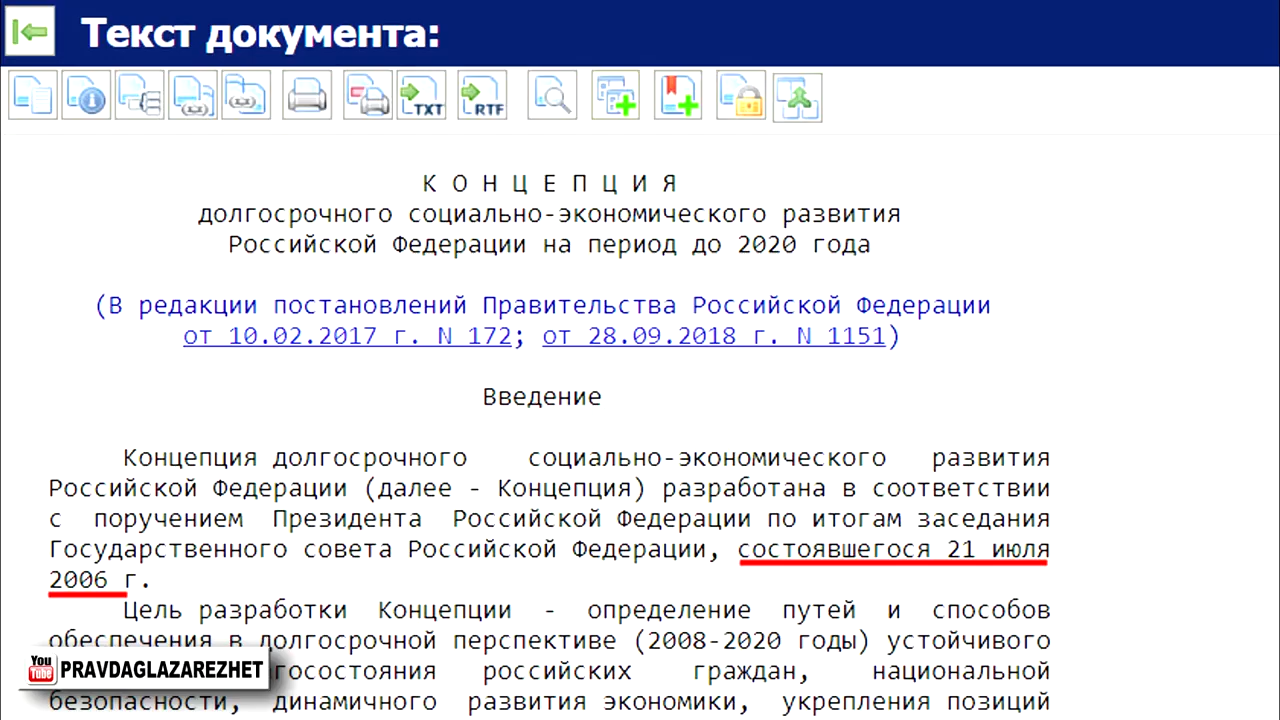 Текст документа:
TXT
RTF
К О Н Ц Е П Ц И Я
долгосрочного социально-экономического развития
Российской Федерации на период до 2020 года
(В редакции постановлений Правительства Российской Федерации
от 10.02.2017 г. N 172; от 28.09.2018 г. N 1151)
Введение
Концепция долгосрочного социально-экономического развития
Российской Федерации (далее - Концепция) разработана в соответствии
с поручением Президента Российской Федерации по итогам заседания
Государственного совета Российской Федерации, состоявшегося 21 июля
2006 г.
Цель разработки Концепции - определение путей и способов
обеспечения в долгосрочной перспективе (2008-2020 годы) устойчивого
российских граждан, национальной
безопасности, динамичного развития экономики, укрепления позиций
You Tube PRAVDAGLAZAREZHET